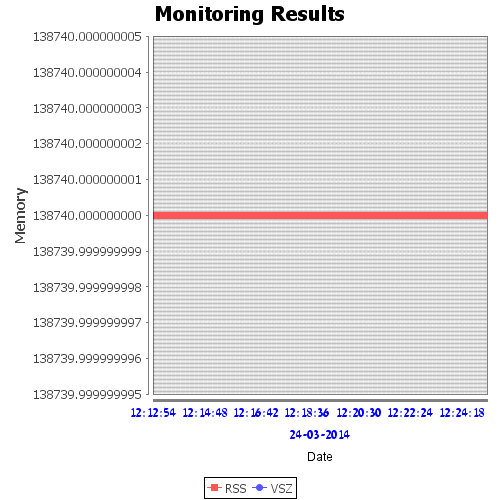 Monitoring Results
138740.000000005
138740.000000004
138740.000000003
138740.000000002
138740.000000001
138740.000000000
138739.999999999
138739.999999998
138739.999999997
138739.999999996
138739.999999995
Memory
12:12:54 12:14:48 12:16:42 12:18:36 12:20:30 12:22:24 12:24:18
24-03-2014
Date
RSS VSZ